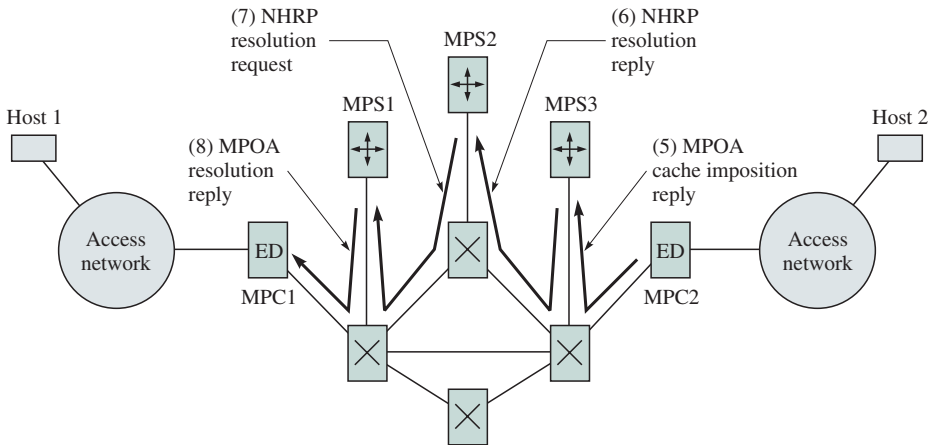 (7) NHRP
resolution
request
MPS2
(6) NHRP
resolution
reply
Host 1
MPS1
MPS3
Host 2
(8) MPOA
resolution
reply
(5) MPOA
cache imposition
reply
Access
network
ED
MPC1
ED
MPC2
Access
network